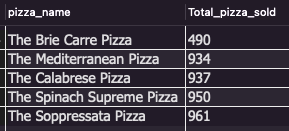 pizza_name Total_pizza_sold
The Brie Carre Pizza 490
The Mediterranean Pizza 934
The Calabrese Pizza 937
The Spinach Supreme Pizza 950
The Soppressata Pizza 961